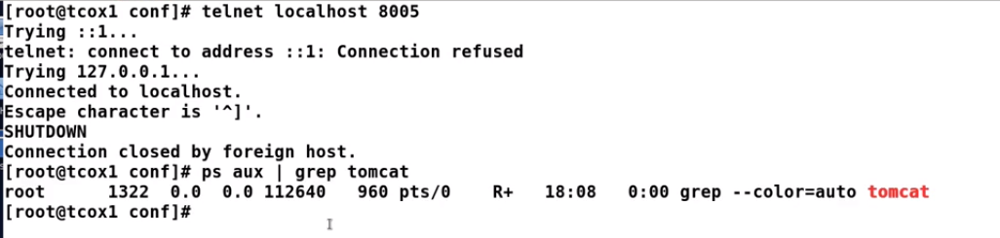 [root@tcox1 conf]# telnet localhost 8005
Trying ::1...
telnet: connect to address ::1: Connection refused
Trying 127.0.0.1...
Connected to localhost.
Escape character is '^]'.
SHUTDOWN
Connection closed by foreign host.
[root@tcox1 conf]# ps aux | grep tomcat
root      1322  0.0  0.0 112640   960 pts/0    R+   18:08   0:00 grep --color=auto tomcat
[root@tcox1 conf]#